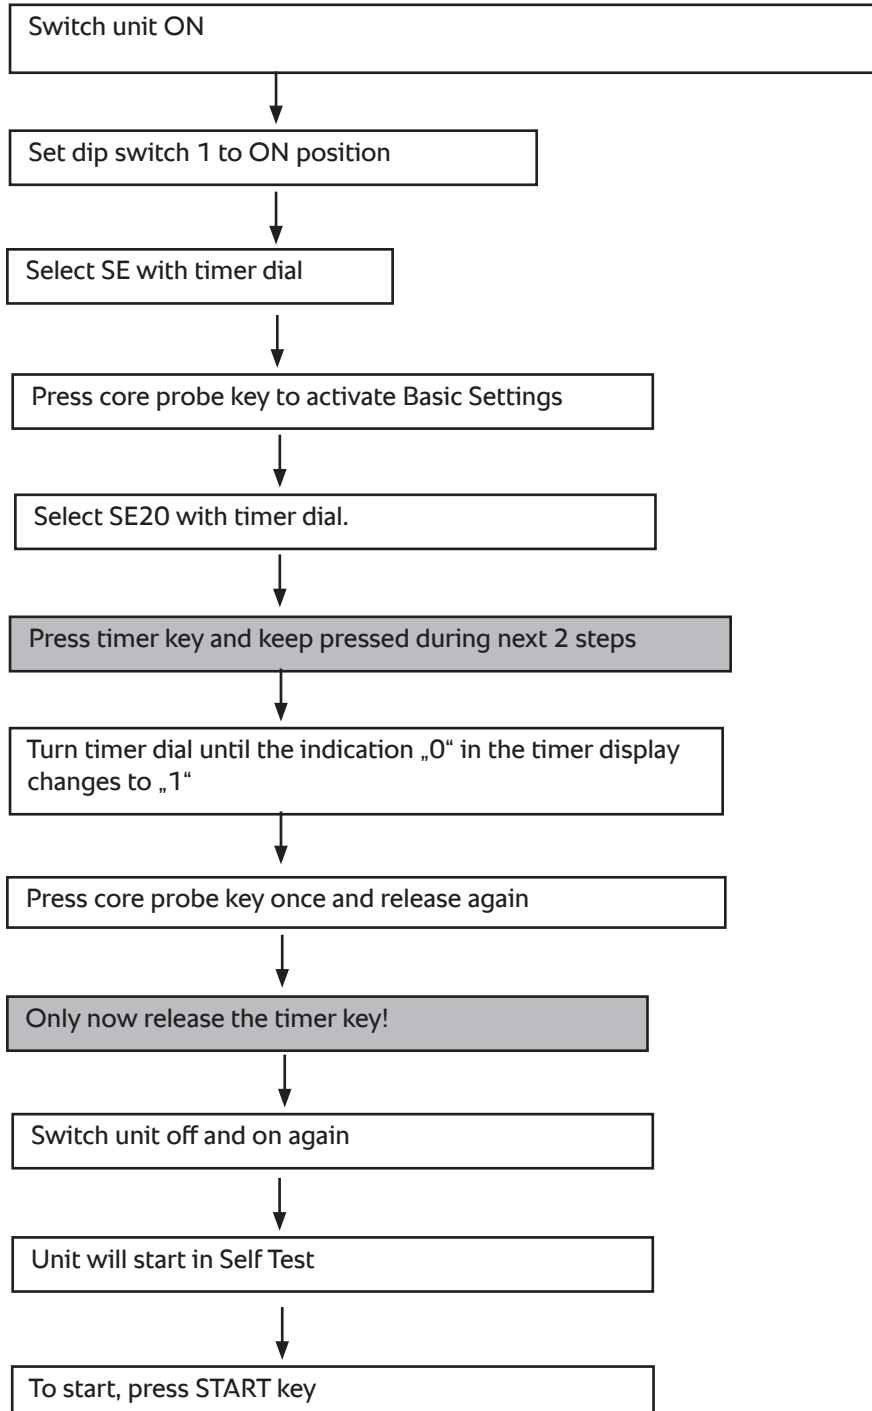 Switch unit ON
Set dip switch 1 to ON position
Select SE with timer dial
Press core probe key to activate Basic Settings
Select SE20 with timer dial.
Press timer key and keep pressed during next 2 steps
Turn timer dial until the indication „0“ in the timer display
changes to „1“
Press core probe key once and release again
Only now release the timer key!
Switch unit off and on again
Unit will start in Self Test
To start, press START key